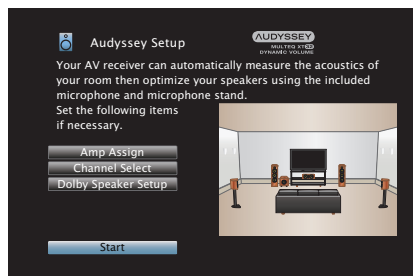 Audyssey Setup
AUDYSSEY
MULTEQ XT32
DYNAMIC VOLUME
Your AV receiver can automatically measure the acoustics of
your room then optimize your speakers using the included
microphone and microphone stand.
Set the following items
if necessary.
Amp Assign
Channel Select
Dolby Speaker Setup
Start